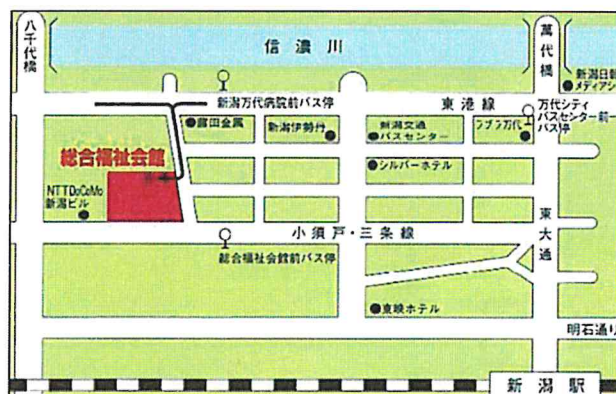 八千代橋
信濃川
萬代橋
新潟日報
メディアシ
新潟万代病院前バス停
東港線
万代シティ
バスセンター前
バス停
●富田金属
新潟伊勢丹●
新潟交通
●バスセンター
ラブラ万代●
総合福祉会館
●シルバーホテル
NTTDoCoMo
新潟ビル
小須戸・三条線
東大通
総合福祉会館前バス停
●東映ホテル
明石通り
新潟駅